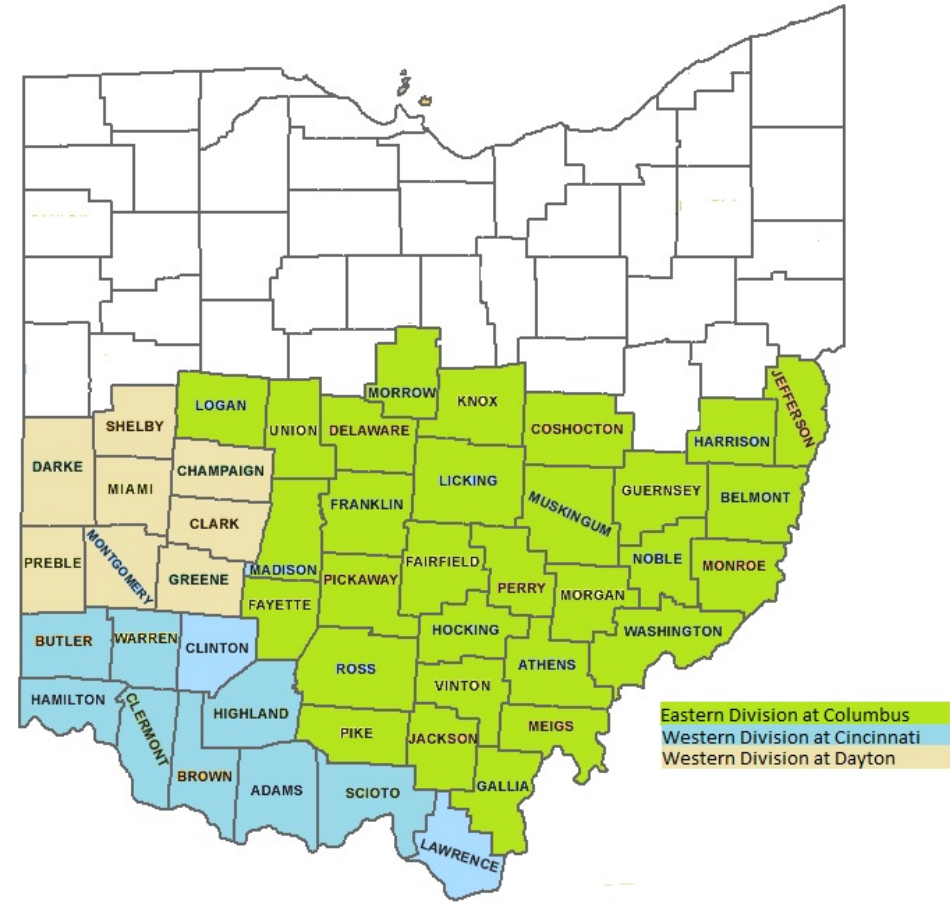 MORROW
JEFFERSON
LOGAN
KNOX
SHELBY
UNION
DELAWARE
COSHOCTON
HARRISON
DARKE
CHAMPAIGN
LICKING
MIAMI
GUERNSEY
BELMONT
FRANKLIN
MUSKINGUM
CLARK
PREBLE
MONTGOMERY
MADISON
FAIRFIELD
NOBLE
MONROE
GREENE
PICKAWAY
PERRY
MORGAN
FAYETTE
HOCKING
WASHINGTON
BUTLER
WARREN
CLINTON
ROSS
ATHENS
VINTON
HAMILTON
CLERMONT
HIGHLAND
PIKE
JACKSON
MEIGS
Eastern Division at Columbus
Western Division at Cincinnati
Western Division at Dayton
BROWN
ADAMS
SCIOTO
GALLIA
LAWRENCE